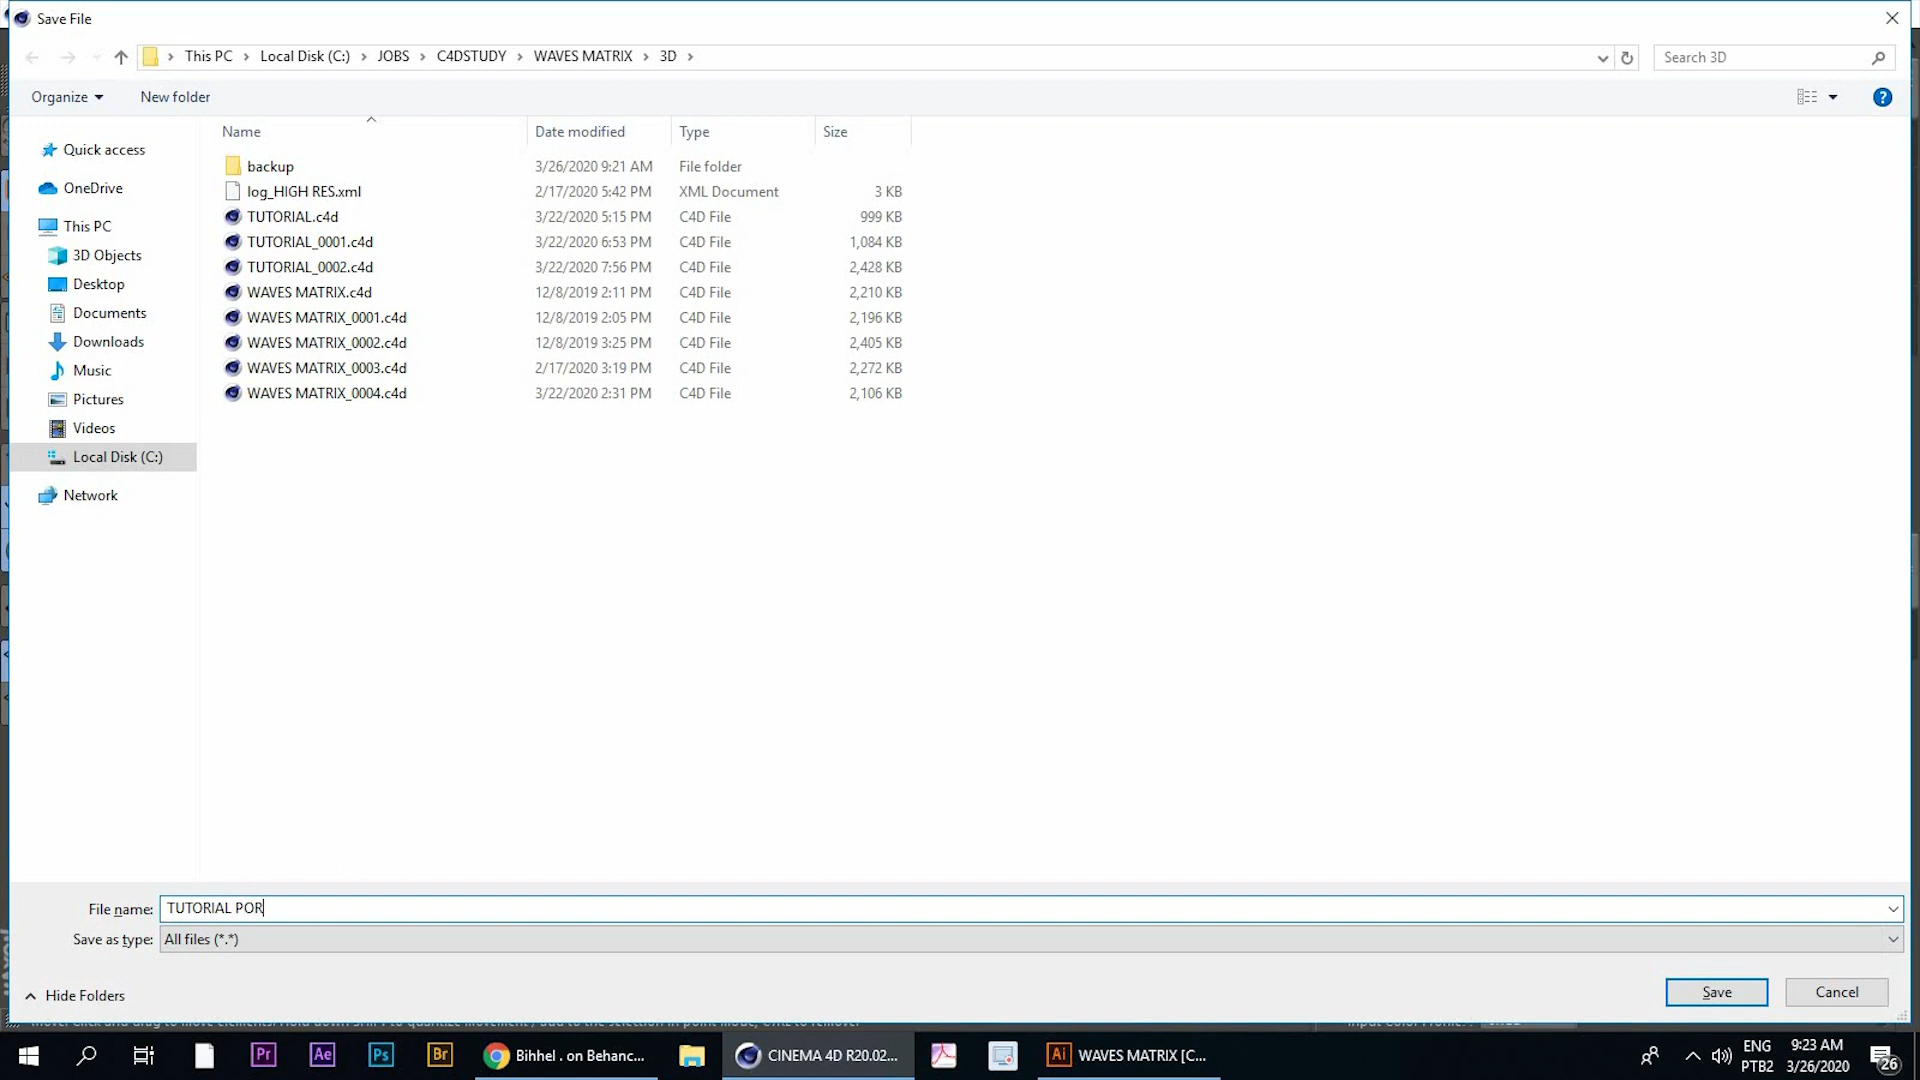 Save File
This PC > Local Disk (C:) > JOBS > C4DSTUDY > WAVES MATRIX > 3D >
Search 3D
Organize
New folder
Name
Date modified
Type
Size
Quick access
OneDrive
This PC
3D Objects
Desktop
Documents
Downloads
Music
Pictures
Videos
Local Disk (C:)
Network
backup 3/26/2020 9:21 AM File folder
log_HIGH RES.xml 2/17/2020 5:42 PM XML Document 3 KB
TUTORIAL.c4d 3/22/2020 5:15 PM C4D File 999 KB
TUTORIAL_0001.c4d 3/22/2020 6:53 PM C4D File 1,084 KB
TUTORIAL_0002.c4d 3/22/2020 7:56 PM C4D File 2,428 KB
WAVES MATRIX.c4d 12/8/2019 2:11 PM C4D File 2,210 KB
WAVES MATRIX_0001.c4d 12/8/2019 2:05 PM C4D File 2,196 KB
WAVES MATRIX_0002.c4d 12/8/2019 3:25 PM C4D File 2,405 KB
WAVES MATRIX_0003.c4d 2/17/2020 3:19 PM C4D File 2,272 KB
WAVES MATRIX_0004.c4d 3/22/2020 2:31 PM C4D File 2,106 KB
File name: TUTORIAL POR
Save as type: All files (*.*)
Hide Folders
Save
Cancel
Pr
Ae
Ps
Br
Bihhel . on Behanc...
CINEMA 4D R20.02...
Ai
WAVES MATRIX [C...
ENG
PTB2
9:23 AM
3/26/2020
26